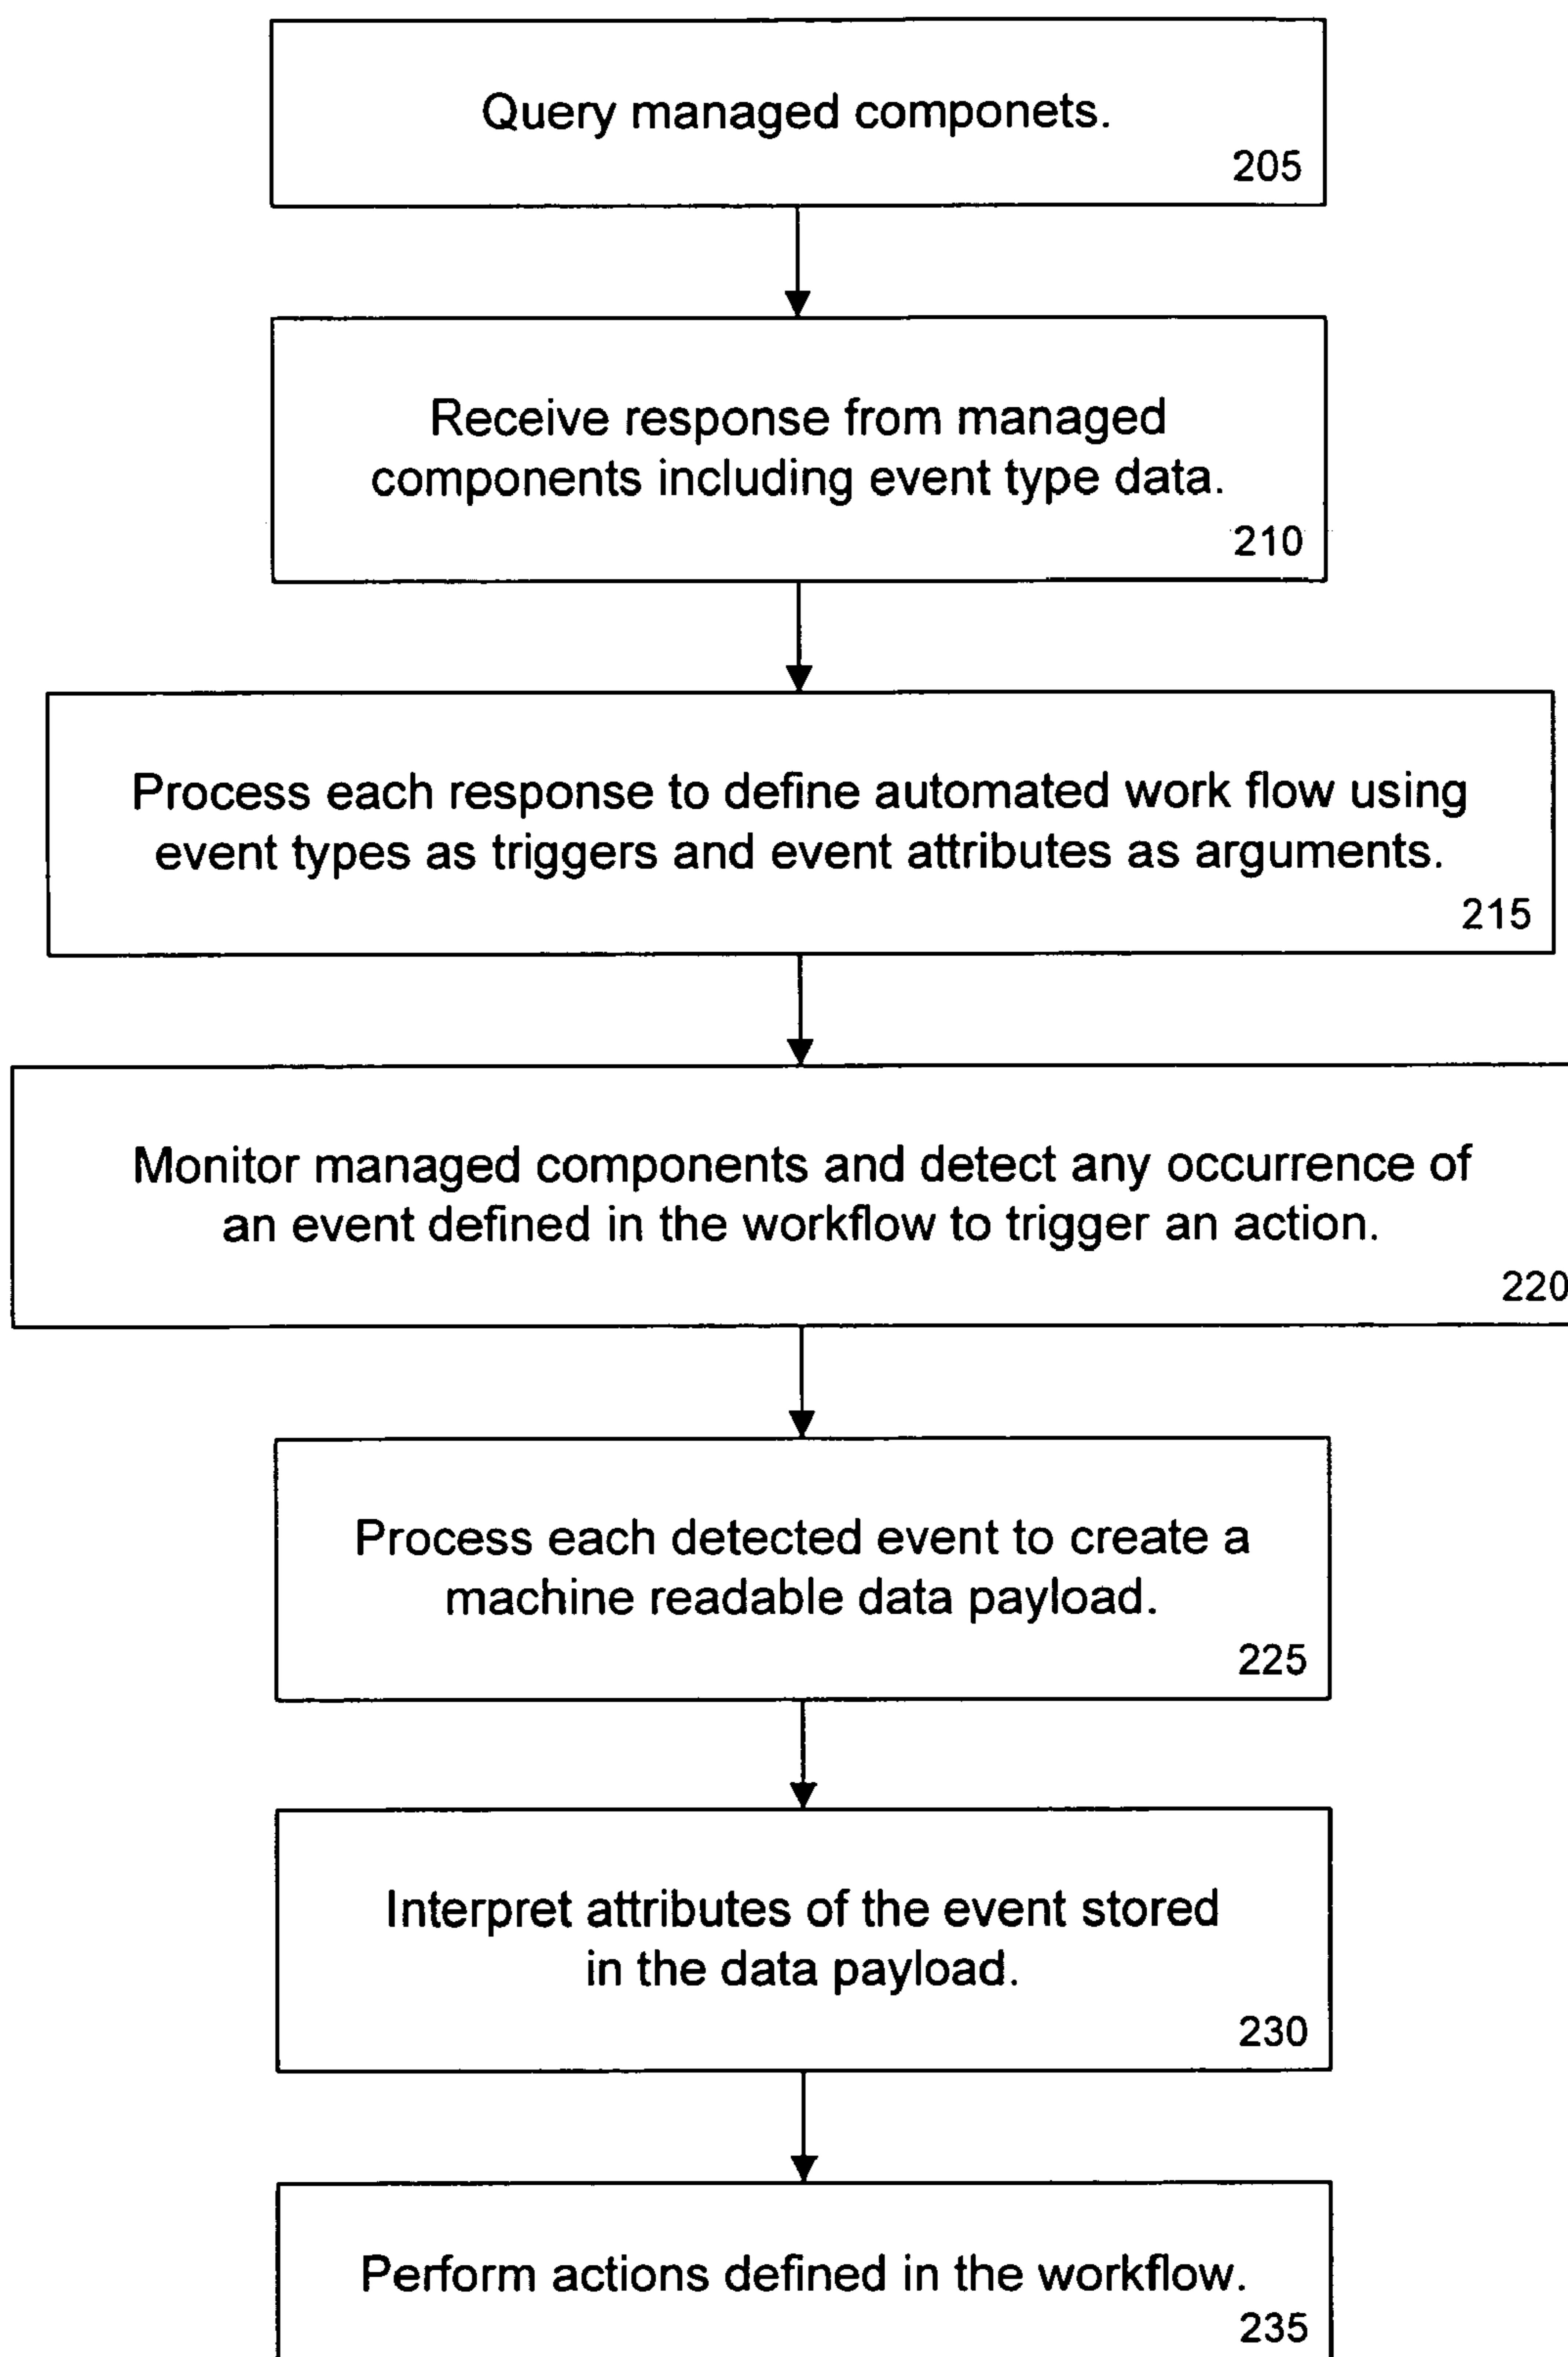 Query managed componets.
205
Receive response from managed
components including event type data.
210
Process each response to define automated work flow using
event types as triggers and event attributes as arguments.
215
Monitor managed components and detect any occurrence of
an event defined in the workflow to trigger an action.
220
Process each detected event to create a
machine readable data payload.
225
Interpret attributes of the event stored
in the data payload.
230
Perform actions defined in the workflow.
235